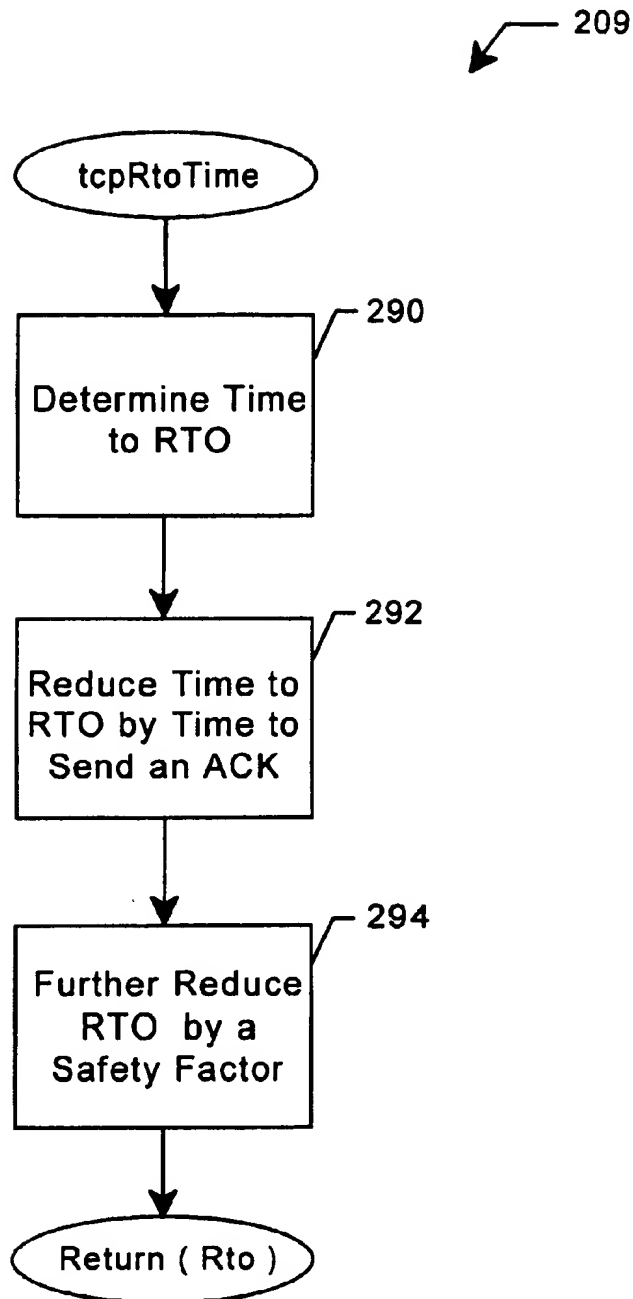 209
tcpRtoTime
290
Determine Time
to RTO
292
Reduce Time to
RTO by Time to
Send an ACK
294
Further Reduce
RTO by a
Safety Factor
Return ( Rto )